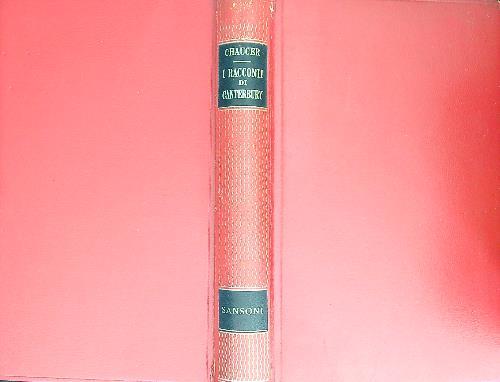 CHAUCER
I RACCONTI
DI
CANTERBURY
SANSONI